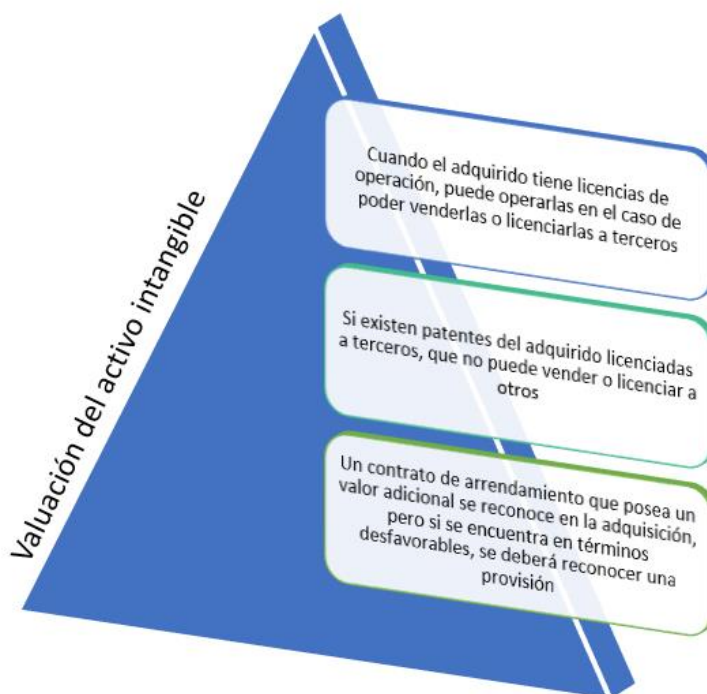 Valuación del activo intangible
Cuando el adquirido tiene licencias de
operación, puede operarlas en el caso de
poder venderlas o licenciarlas a terceros
Si existen patentes del adquirido licenciadas
a terceros, que no puede vender o licenciar a
otros
Un contrato de arrendamiento que posea un
valor adicional se reconoce en la adquisición,
pero si se encuentra en términos
desfavorables, se deberá reconocer una
provisión